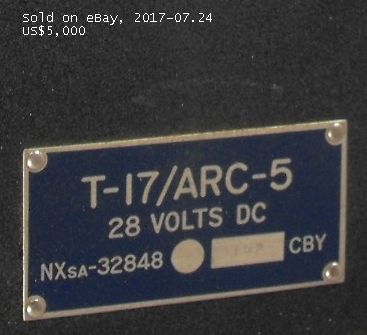 Sold on eBay, 2017-07.24
US$5,000
T-17/ARC-5
28 VOLTS DC
NXSA-32848 CBY